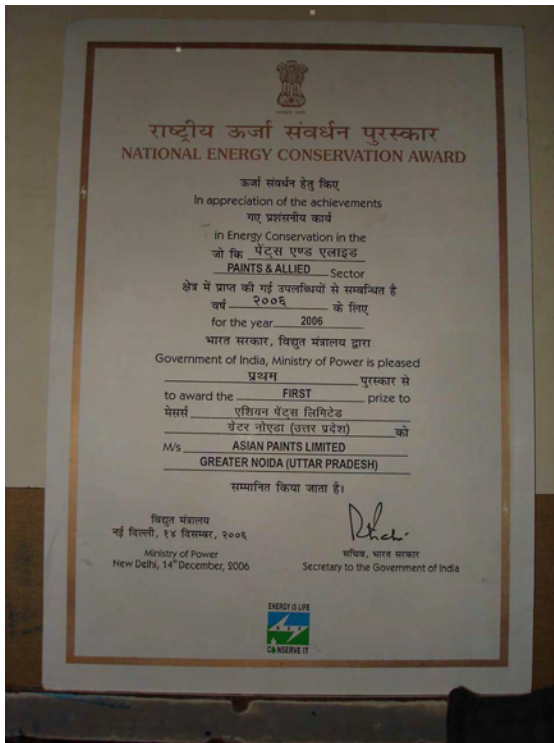 राष्ट्रीय ऊर्जा संवर्धन पुरस्कार
NATIONAL ENERGY CONSERVATION AWARD
ऊर्जा संवर्धन हेतु किए
In appreciation of the achievements
गए प्रशंसनीय कार्य
in Energy Conservation in the
जो कि पेंट्स एण्ड एलाइड
PAINTS & ALLIED Sector
क्षेत्र में प्राप्त की गई उपलब्धियों से सम्बन्धित है
वर्ष २००६ के लिए
for the year 2006
भारत सरकार, विद्युत मंत्रालय द्वारा
Government of India, Ministry of Power is pleased
प्रथम पुरस्कार से
to award the FIRST prize to
मेसर्स एशियन पेंट्स लिमिटेड
ग्रेटर नोएडा (उत्तर प्रदेश) को
M/s ASIAN PAINTS LIMITED
GREATER NOIDA (UTTAR PRADESH)
सम्मानित किया जाता है।
विद्युत मंत्रालय
नई दिल्ली, १४ दिसम्बर, २००६
Ministry of Power
New Delhi, 14th December, 2006
सचिव, भारत सरकार
Secretary to the Government of India
ENERGY IS LIFE
CONSERVE IT